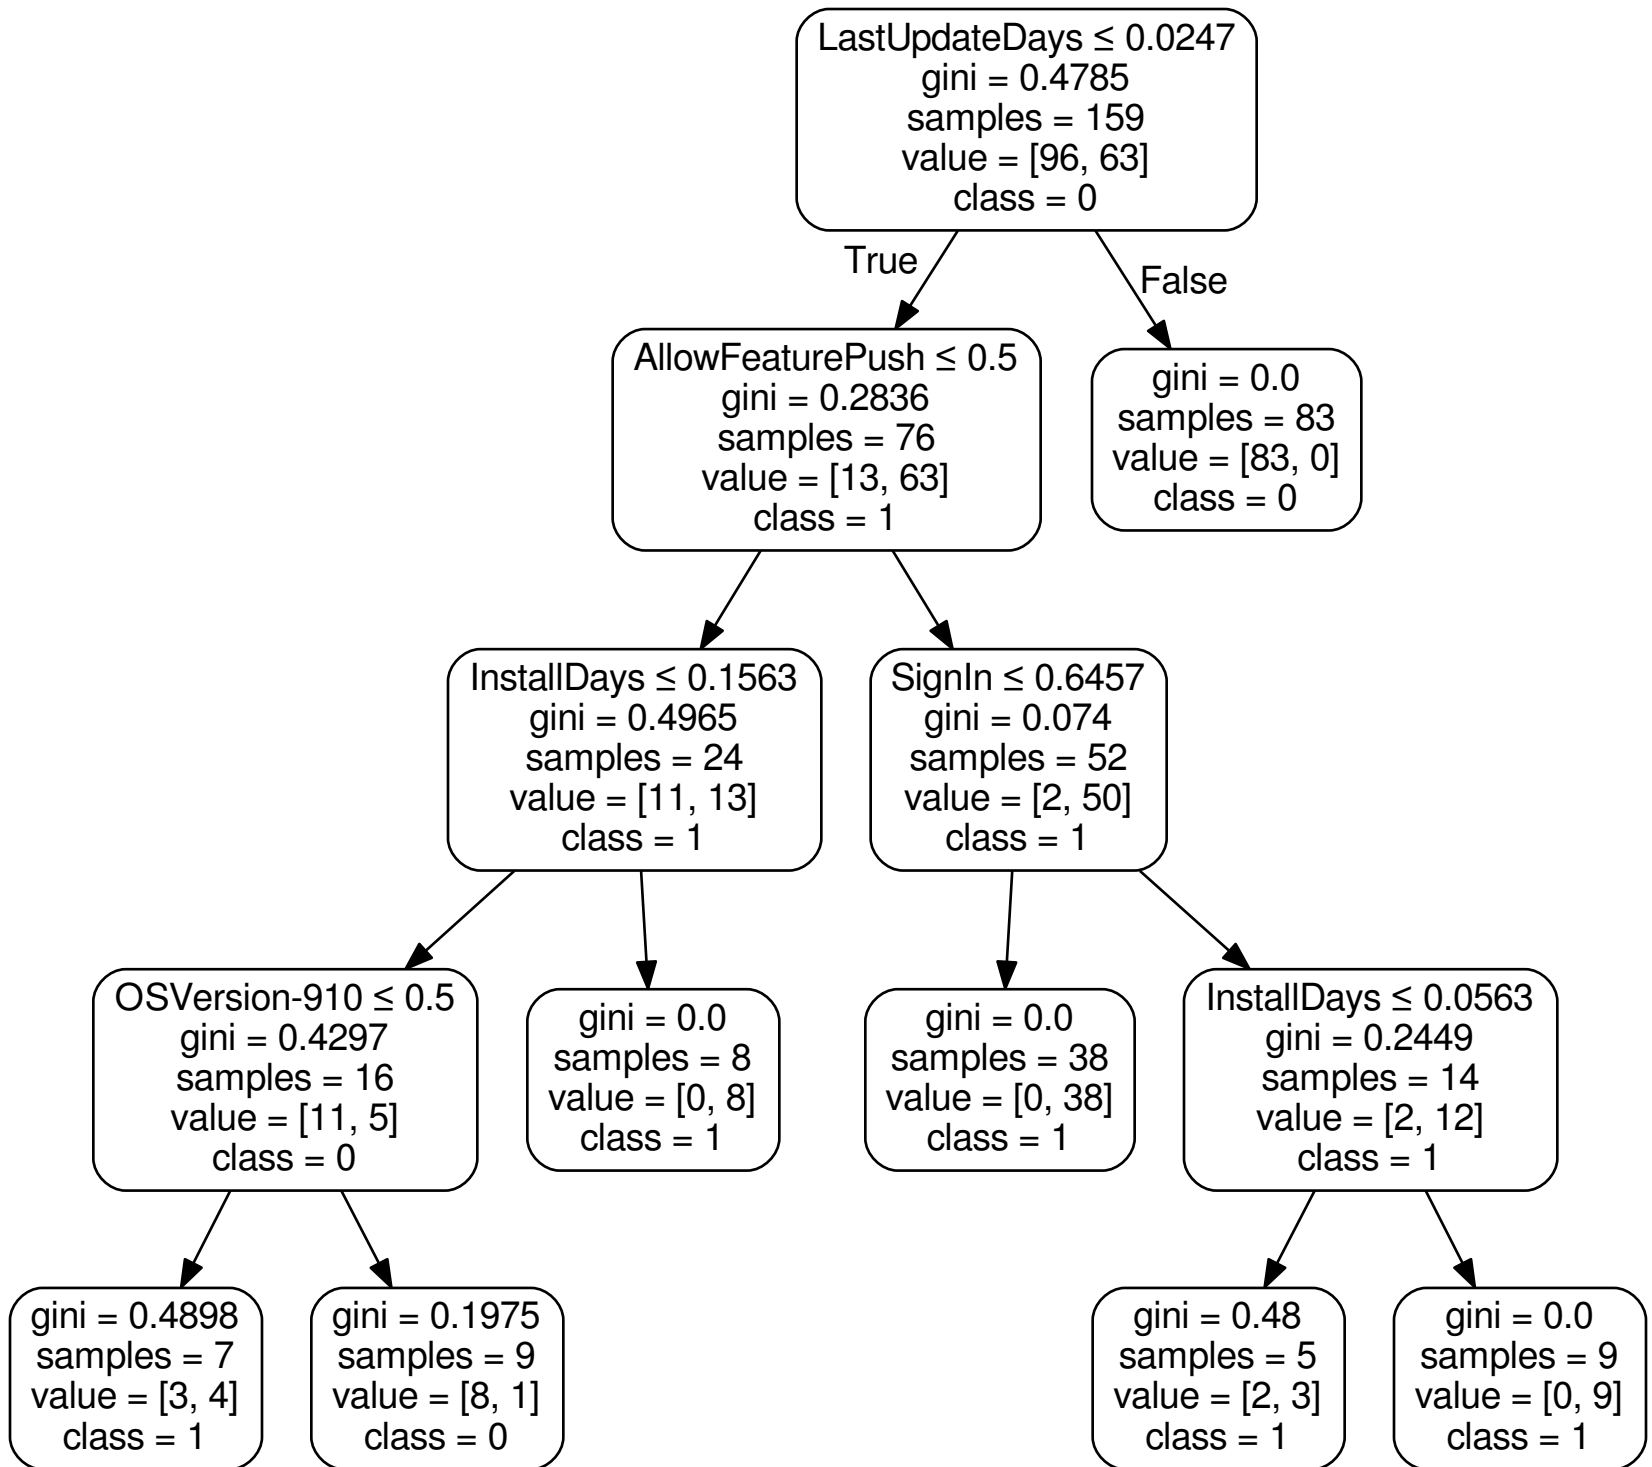 LastUpdateDays ≤ 0.0247
gini = 0.4785
samples = 159
value = [96, 63]
class = 0
True
False
AllowFeaturePush ≤ 0.5
gini = 0.2836
samples = 76
value = [13, 63]
class = 1
gini = 0.0
samples = 83
value = [83, 0]
class = 0
InstallDays ≤ 0.1563
gini = 0.4965
samples = 24
value = [11, 13]
class = 1
SignIn ≤ 0.6457
gini = 0.074
samples = 52
value = [2, 50]
class = 1
OSVersion-910 ≤ 0.5
gini = 0.4297
samples = 16
value = [11, 5]
class = 0
gini = 0.0
samples = 8
value = [0, 8]
class = 1
gini = 0.0
samples = 38
value = [0, 38]
class = 1
InstallDays ≤ 0.0563
gini = 0.2449
samples = 14
value = [2, 12]
class = 1
gini = 0.4898
samples = 7
value = [3, 4]
class = 1
gini = 0.1975
samples = 9
value = [8, 1]
class = 0
gini = 0.48
samples = 5
value = [2, 3]
class = 1
gini = 0.0
samples = 9
value = [0, 9]
class = 1